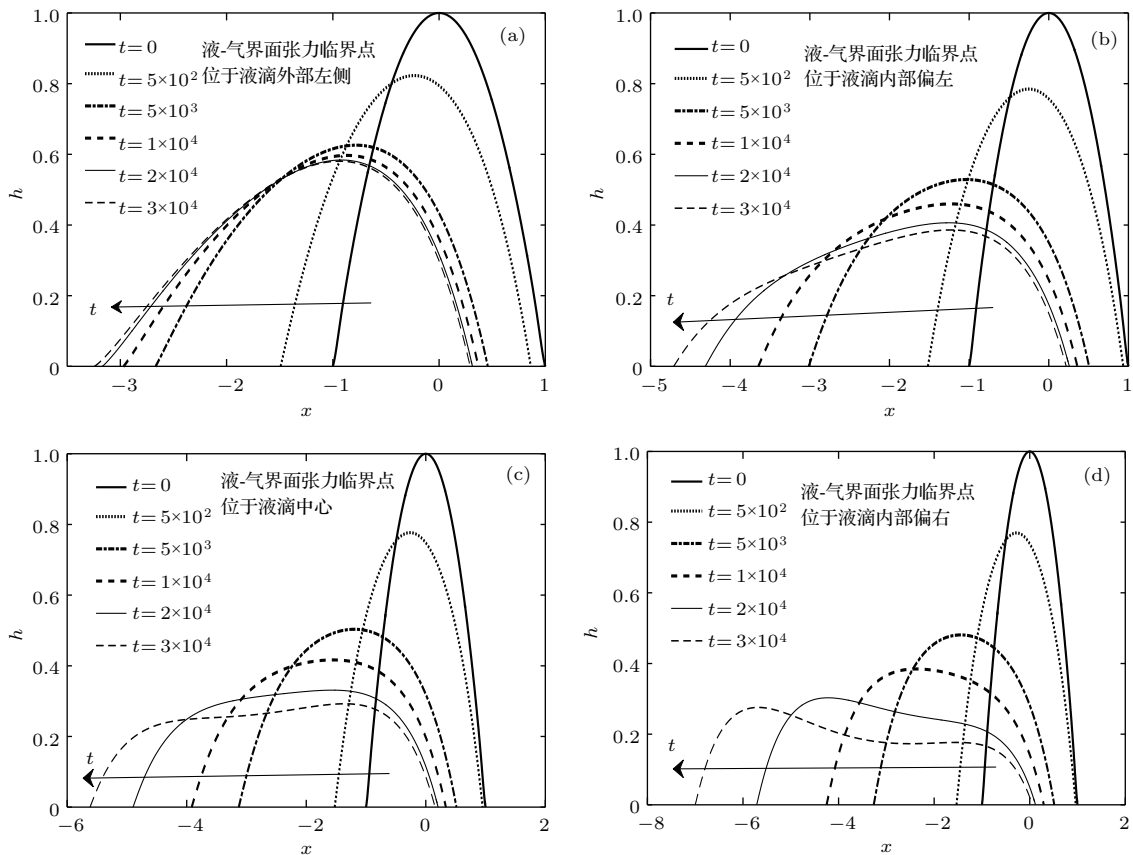 1.0
0.8
0.6
0.4
0.2
0
h
(a)
t=0
t=5×10²
t=5×10³
t=1×10⁴
t=2×10⁴
t=3×10⁴
液-气界面张力临界点
位于液滴外部左侧
t
−3
−2
−1
0
1
x
1.0
0.8
0.6
0.4
0.2
0
h
(b)
t=0
t=5×10²
t=5×10³
t=1×10⁴
t=2×10⁴
t=3×10⁴
液-气界面张力临界点
位于液滴内部偏左
t
−5
−4
−3
−2
−1
0
1
x
1.0
0.8
0.6
0.4
0.2
0
h
(c)
t=0
t=5×10²
t=5×10³
t=1×10⁴
t=2×10⁴
t=3×10⁴
液-气界面张力临界点
位于液滴中心
t
−6
−4
−2
0
2
x
1.0
0.8
0.6
0.4
0.2
0
h
(d)
t=0
t=5×10²
t=5×10³
t=1×10⁴
t=2×10⁴
t=3×10⁴
液-气界面张力临界点
位于液滴内部偏右
t
−8
−6
−4
−2
0
2
x